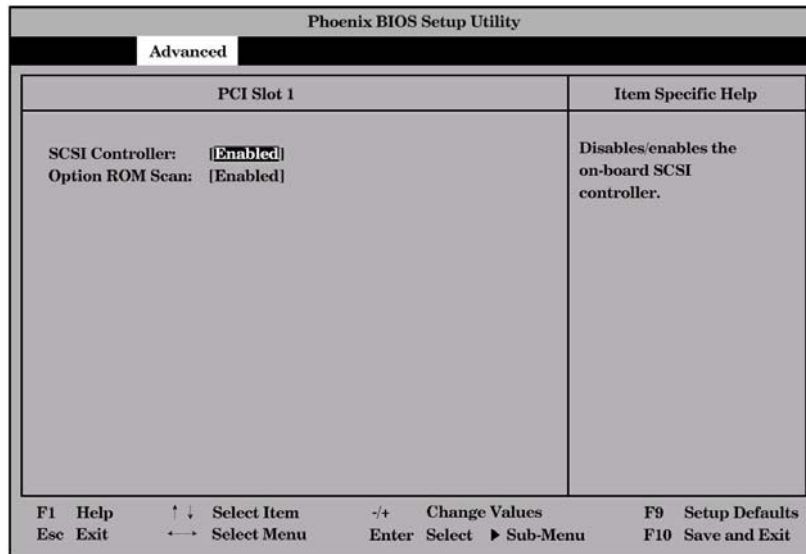 Phoenix BIOS Setup Utility
Advanced
PCI Slot 1
Item Specific Help
SCSI Controller: [Enabled]
Option ROM Scan: [Enabled]
Disables/enables the
on-board SCSI
controller.
F1 Help ↑ ↓ Select Item -/+ Change Values F9 Setup Defaults
Esc Exit ←→ Select Menu Enter Select ▶ Sub-Menu F10 Save and Exit